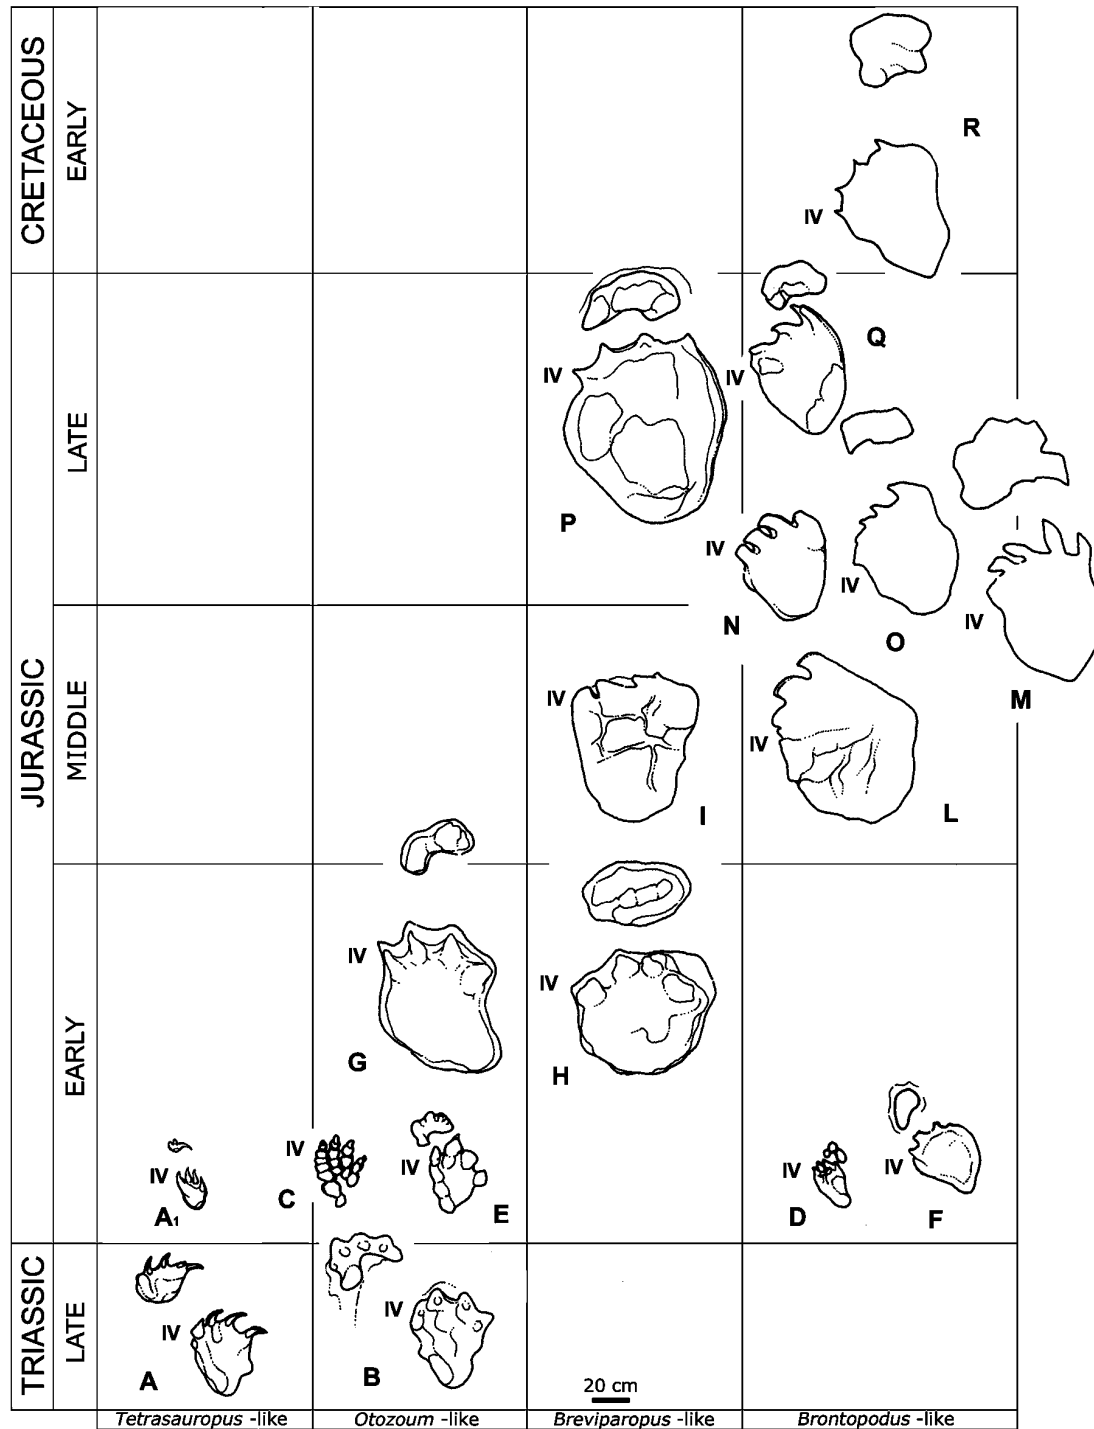 CRETACEOUS
EARLY
R
IV
LATE
Q
IV
IV
P
IV
N
IV
O
IV
M
JURASSIC
MIDDLE
IV
I
IV
L
EARLY
IV
G
IV
H
IV
A1
IV
C
IV
E
IV
D
IV
F
TRIASSIC
LATE
IV
A
IV
B
20 cm
Tetrasauropus -like
Otozoum -like
Breviparopus -like
Brontopodus -like